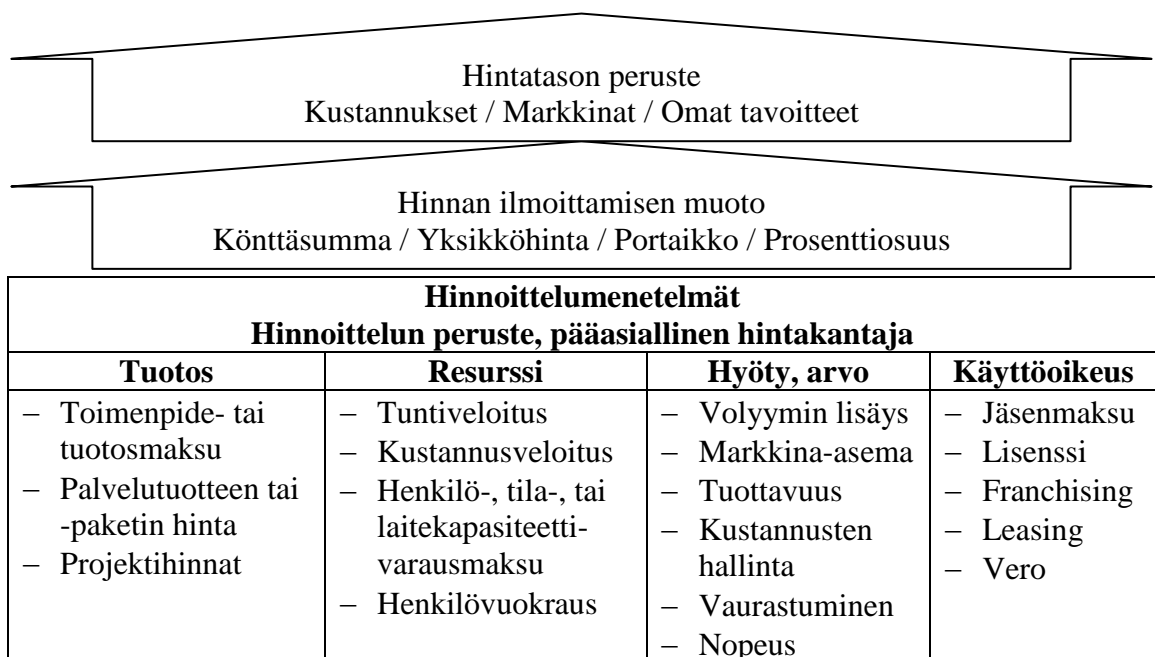 Hintatason peruste
Kustannukset / Markkinat / Omat tavoitteet
Hinnan ilmoittamisen muoto
Könttäsumma / Yksikköhinta / Portaikko / Prosenttiosuus
Hinnoittelumenetelmät
Hinnoittelun peruste, pääasiallinen hintakantaja
Tuotos
– Toimenpide- tai
tuotosmaksu
– Palvelutuotteen tai
-paketin hinta
– Projektihinnat
Resurssi
– Tuntiveloitus
– Kustannusveloitus
– Henkilö-, tila-, tai
laitekapasiteetti-
varausmaksu
– Henkilövuokraus
Hyöty, arvo
– Volyymin lisäys
– Markkina-asema
– Tuottavuus
– Kustannusten
hallinta
– Vaurastuminen
– Nopeus
Käyttöoikeus
– Jäsenmaksu
– Lisenssi
– Franchising
– Leasing
– Vero